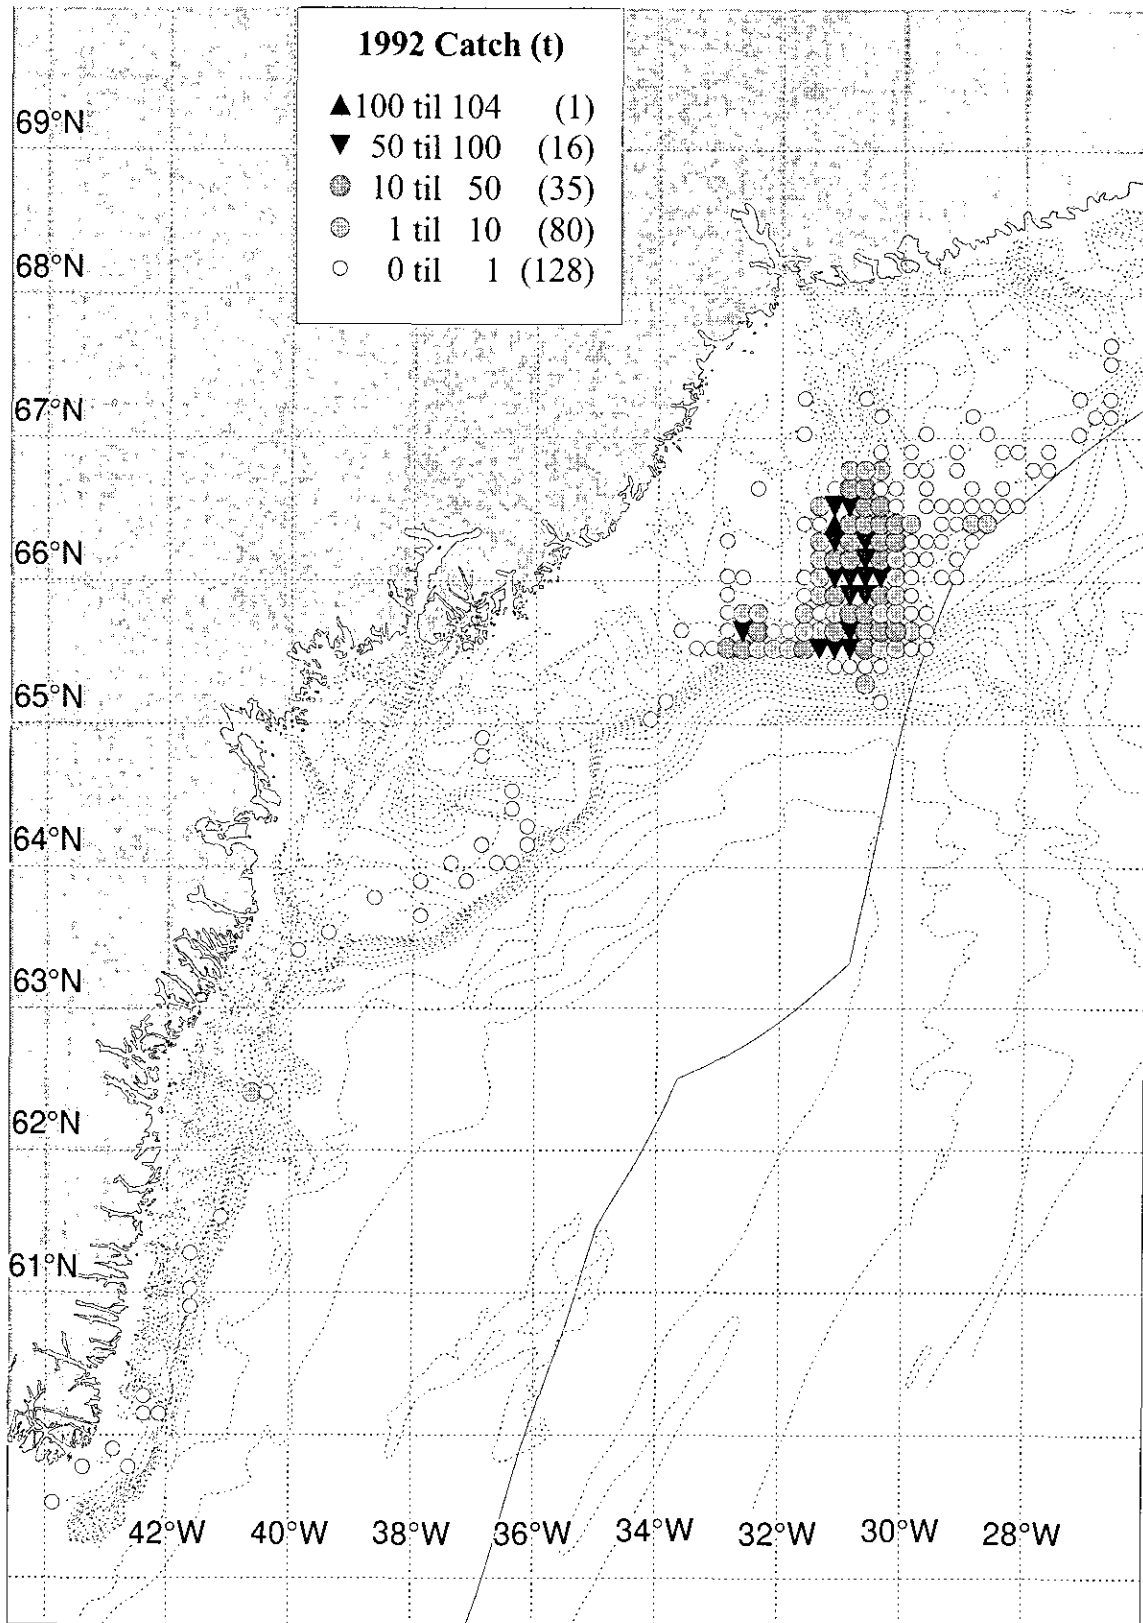 1992 Catch (t)
▲ 100 til 104 (1)
▼ 50 til 100 (16)
10 til 50 (35)
1 til 10 (80)
○ 0 til 1 (128)
69°N
68°N
67°N
66°N
65°N
64°N
63°N
62°N
61°N
42°W 40°W 38°W 36°W 34°W 32°W 30°W 28°W